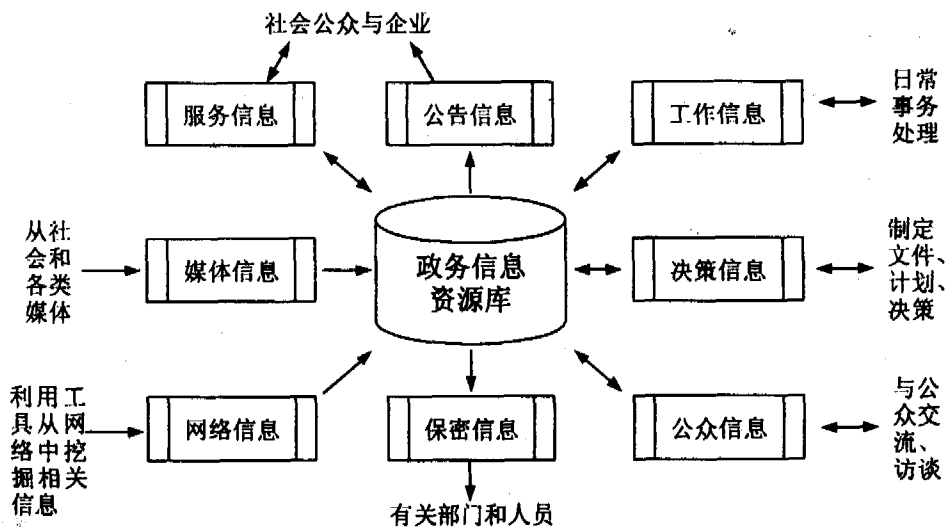 社会公众与企业
服务信息
公告信息
工作信息
日常
事务
处理
从社
会和
各类
媒体
媒体信息
政务信息
资源库
决策信息
制定
文件、
计划、
决策
利用工
具从网
络中挖
掘相关
信息
网络信息
保密信息
公众信息
与公
众交
流、
访谈
有关部门和人员